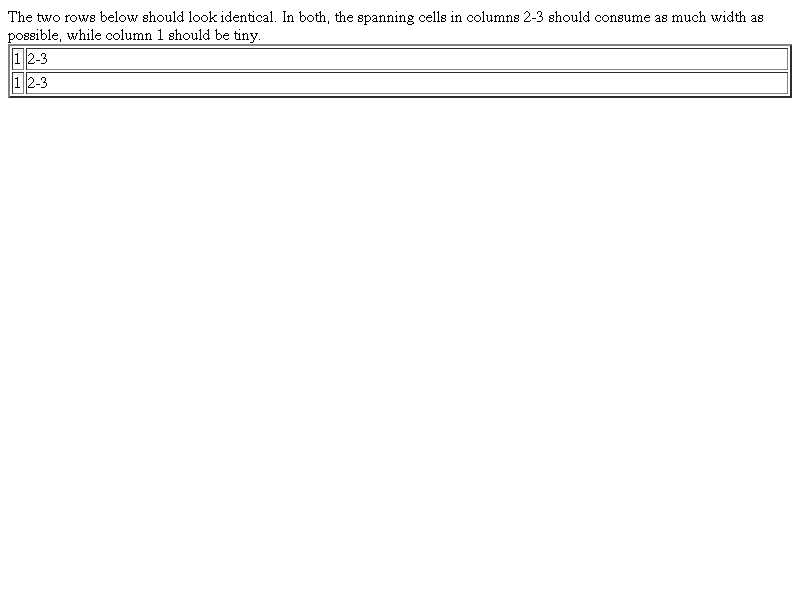 The two rows below should look identical. In both, the spanning cells in columns 2-3 should consume as much width as
possible, while column 1 should be tiny.
1 2-3
1 2-3